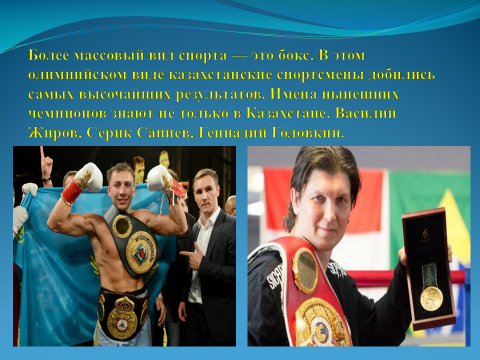 Более массовый вид спорта — это бокс. В этом
олимпийском виде казахстанские спортсмены добились
самых высочайших результатов. Имена нынешних
чемпионов знают не только в Казахстане. Василий
Жиров, Серик Сапиев, Геннадий Головкин.